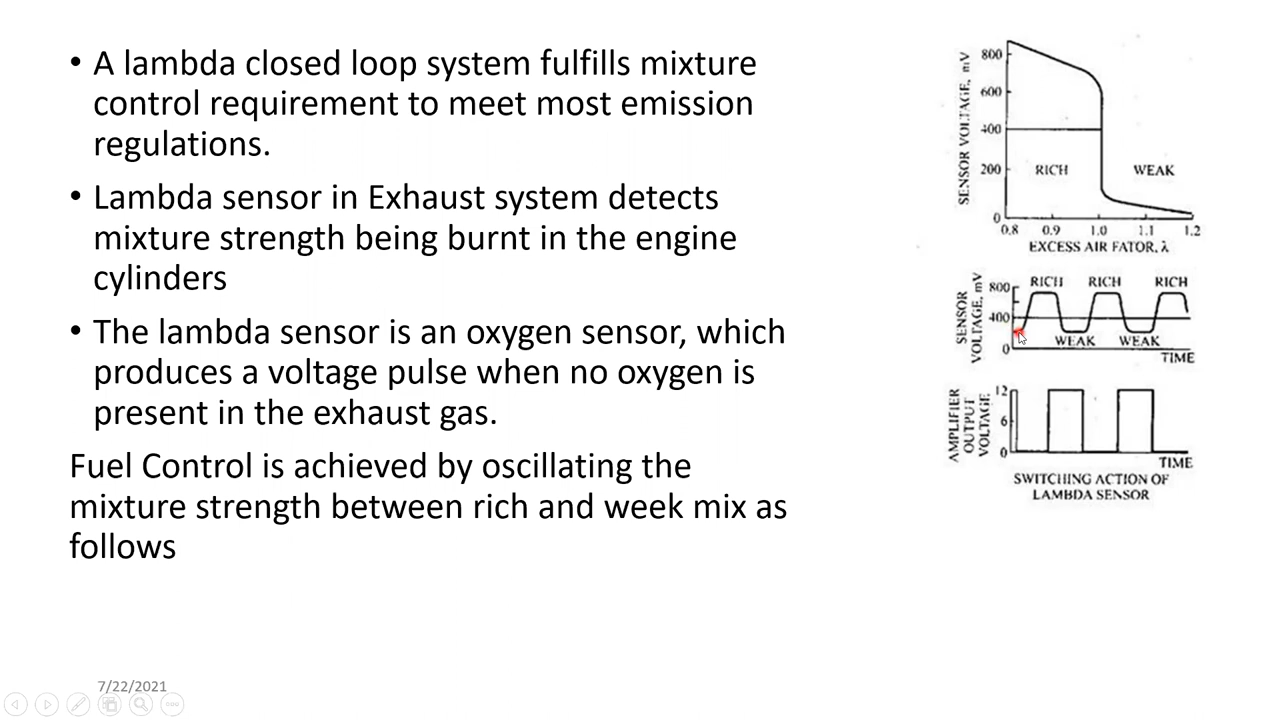 • A lambda closed loop system fulfills mixture
control requirement to meet most emission
regulations.
• Lambda sensor in Exhaust system detects
mixture strength being burnt in the engine
cylinders
• The lambda sensor is an oxygen sensor, which
produces a voltage pulse when no oxygen is
present in the exhaust gas.
Fuel Control is achieved by oscillating the
mixture strength between rich and week mix as
follows
SENSOR VOLTAGE, mV
800
600
400
200
0
RICH
WEAK
0.8 0.9 1.0 1.1 1.2
EXCESS AIR FATOR, λ
SENSOR
VOLTAGE, mV
800
400
0
RICH RICH RICH
WEAK WEAK
TIME
AMPLIFIER
OUTPUT
VOLTAGE
12
6
0
TIME
SWITCHING ACTION OF
LAMBDA SENSOR
7/22/2021